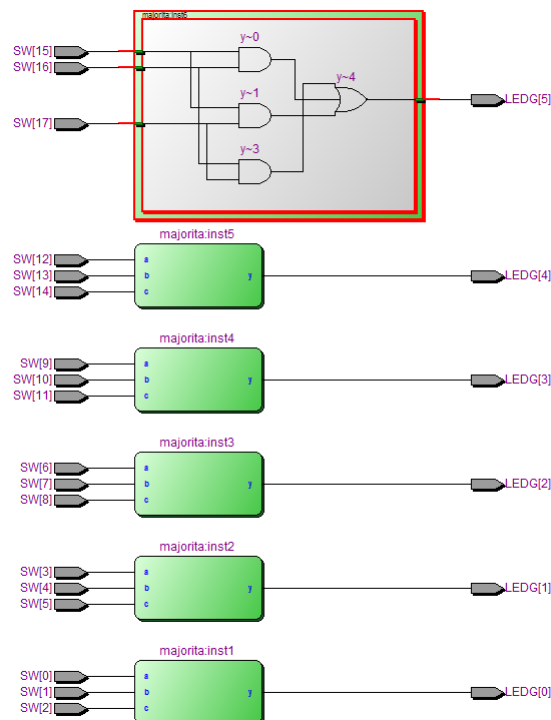 majorita:inst6
y~0
SW[15]
SW[16]
y~4
y~1
LEDG[5]
SW[17]
y~3
majorita:inst5
SW[12] a
SW[13] b y LEDG[4]
SW[14] c
majorita:inst4
SW[9] a
SW[10] b y LEDG[3]
SW[11] c
majorita:inst3
SW[6] a
SW[7] b y LEDG[2]
SW[8] c
majorita:inst2
SW[3] a
SW[4] b y LEDG[1]
SW[5] c
majorita:inst1
SW[0] a
SW[1] b y LEDG[0]
SW[2] c